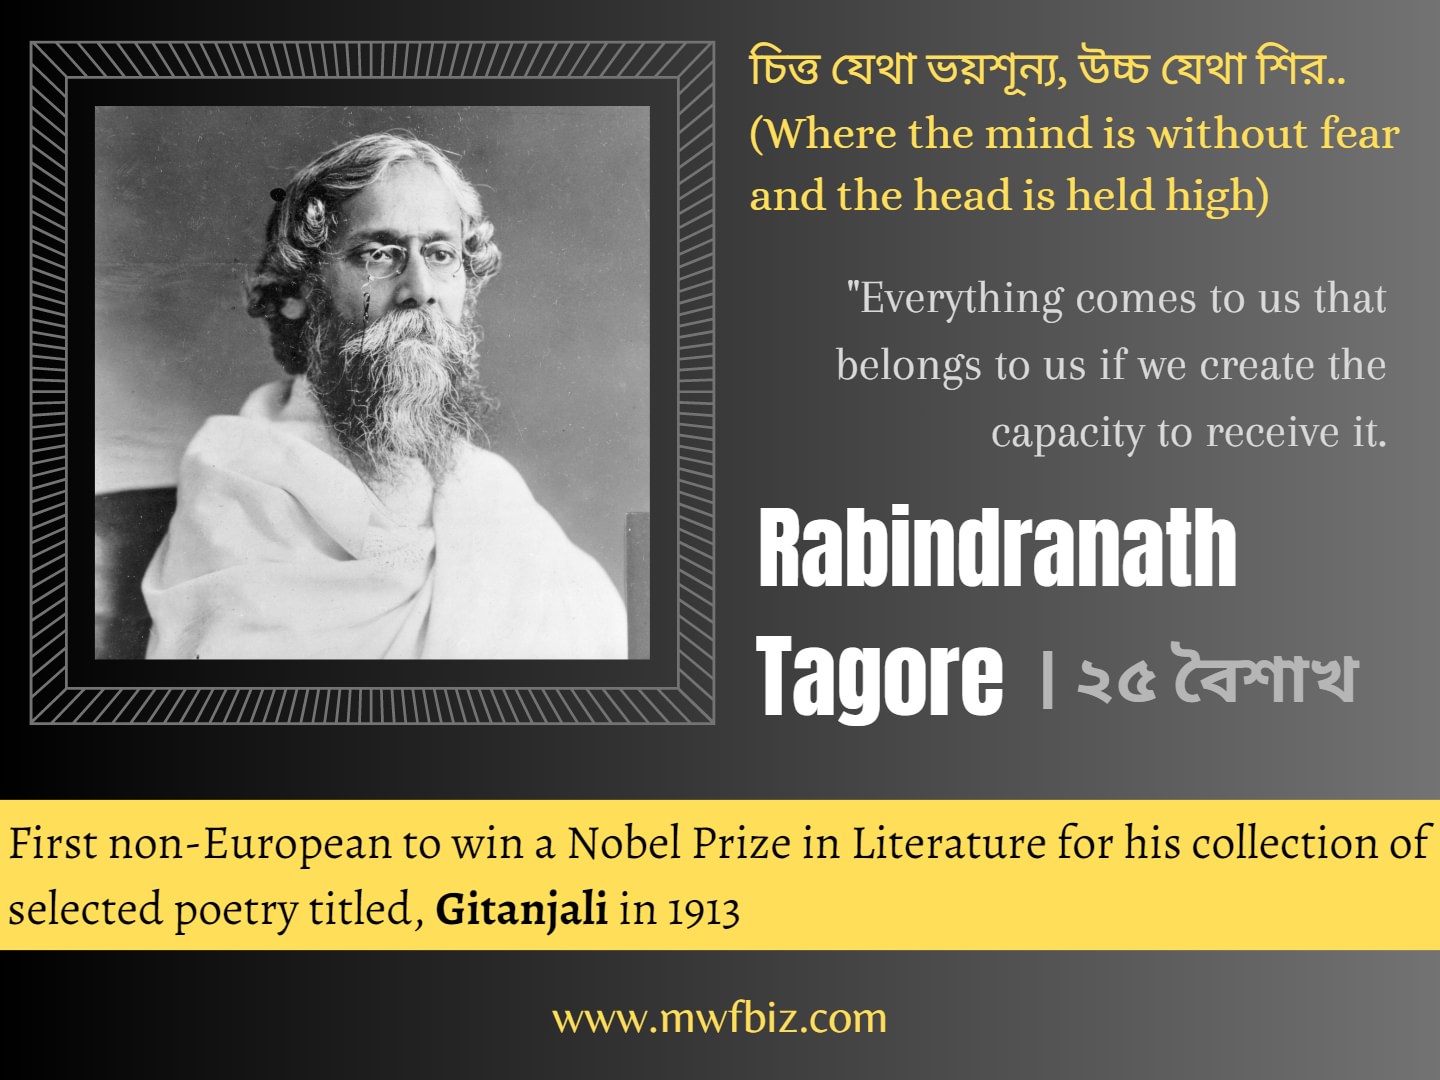 চিত্ত যেথা ভয়শূন্য, উচ্চ যেথা শির..
(Where the mind is without fear
and the head is held high)
"Everything comes to us that
belongs to us if we create the
capacity to receive it.
Rabindranath
Tagore | ২৫ বৈশাখ
First non-European to win a Nobel Prize in Literature for his collection of
selected poetry titled, Gitanjali in 1913
www.mwfbiz.com